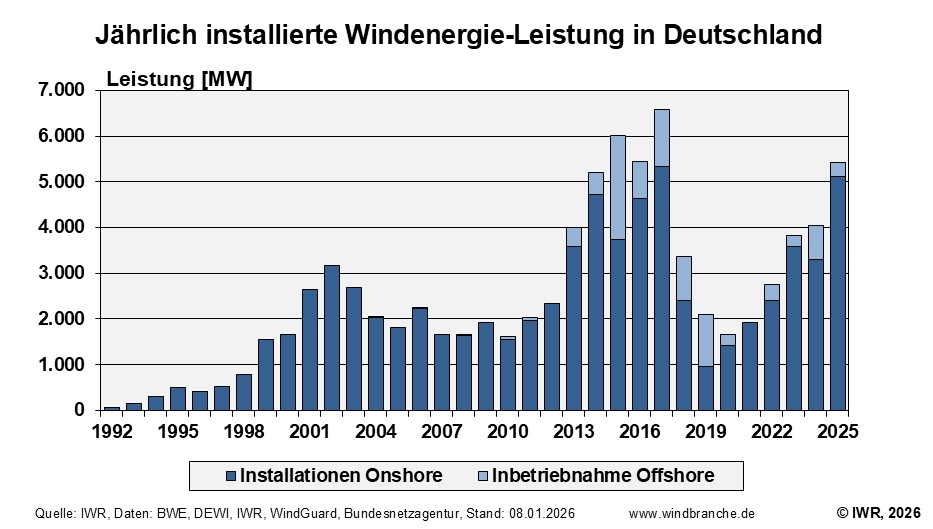 Jährlich installierte Windenergie-Leistung in Deutschland
Leistung [MW]
7.000
6.000
5.000
4.000
3.000
2.000
1.000
0
1992 1995 1998 2001 2004 2007 2010 2013 2016 2019 2022 2025
Installationen Onshore Inbetriebnahme Offshore
Quelle: IWR, Daten: BWE, DEWI, IWR, WindGuard, Bundesnetzagentur, Stand: 08.01.2026 www.windbranche.de © IWR, 2026